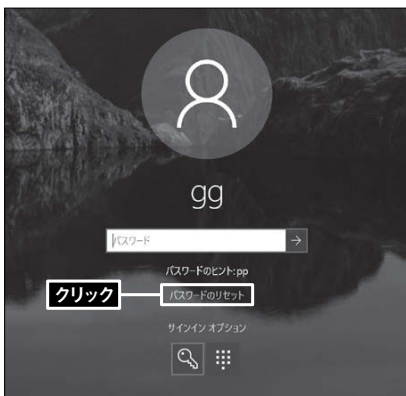 gg
パスワード
パスワードのヒント:pp
クリック
パスワードのリセット
サインイン オプション